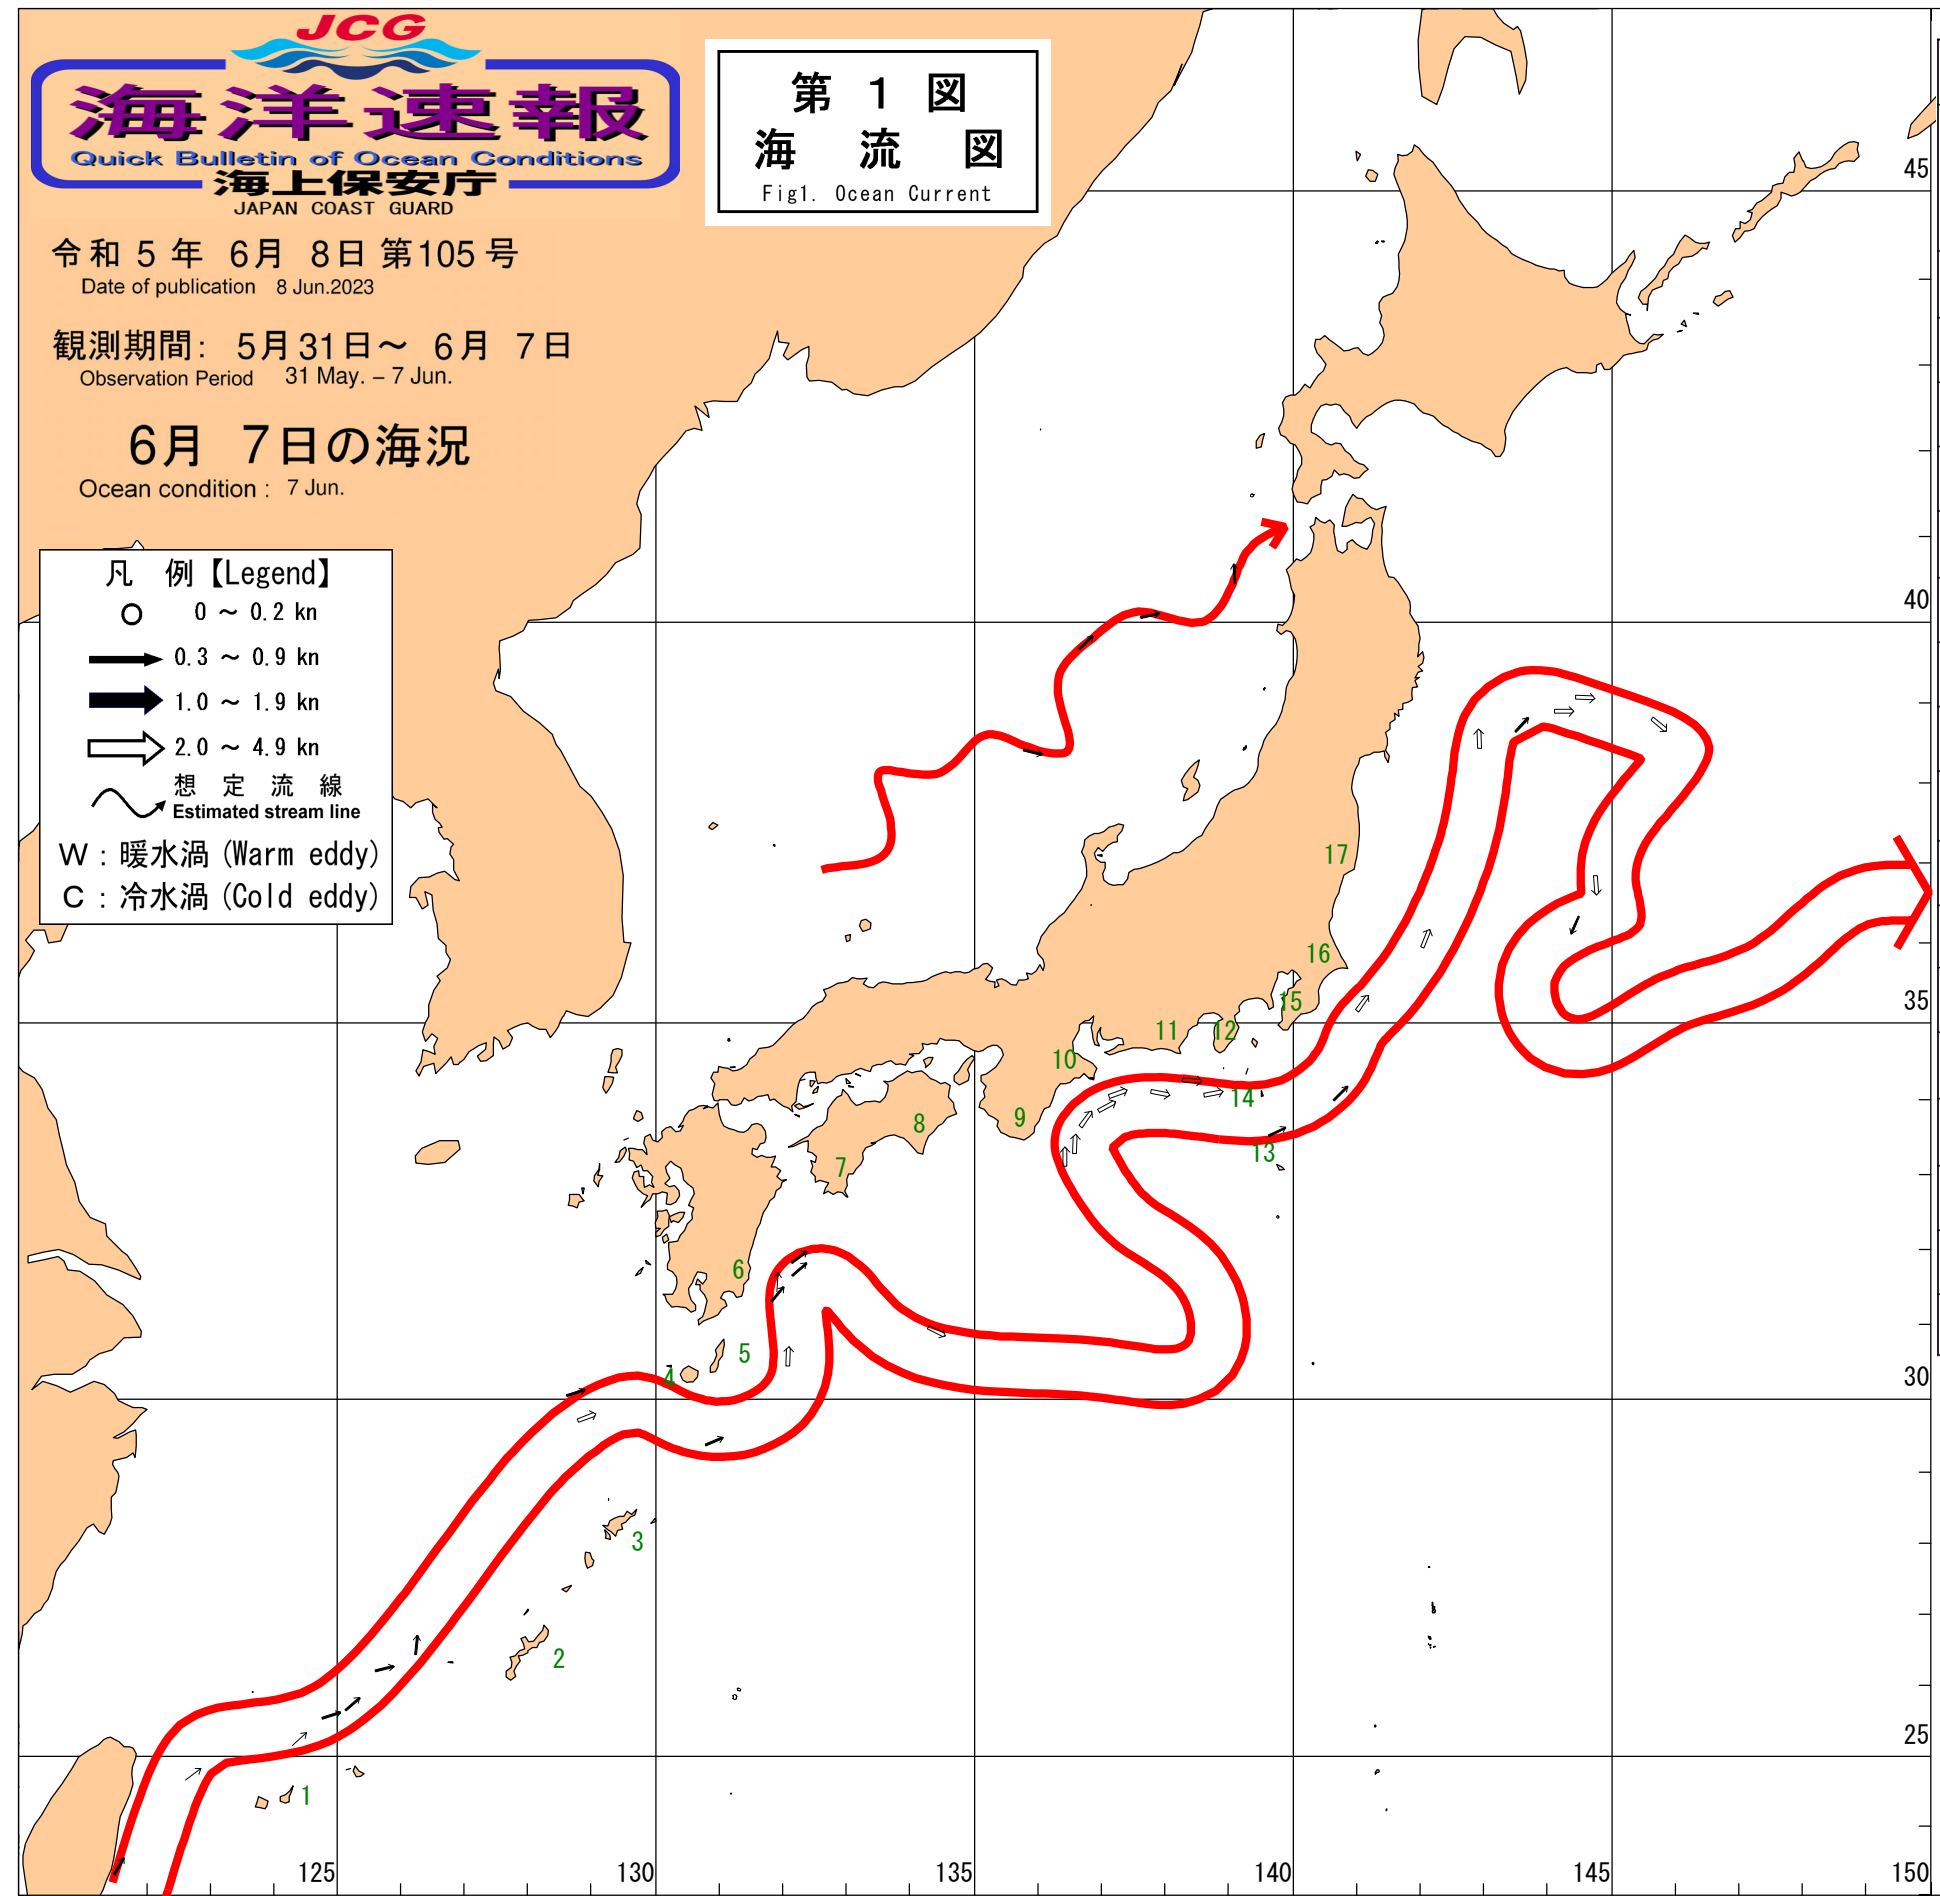 JCG
海洋速報
Quick Bulletin of Ocean Conditions
海上保安庁
JAPAN COAST GUARD
第 1 図
海 流 図
Fig1. Ocean Current
令和 5 年 6月 8日 第105号
Date of publication 8 Jun.2023
観測期間: 5月31日～ 6月 7日
Observation Period 31 May. – 7 Jun.
6月 7日の海況
Ocean condition : 7 Jun.
凡 例【Legend】
0 ～ 0.2 kn
0.3 ～ 0.9 kn
1.0 ～ 1.9 kn
2.0 ～ 4.9 kn
想 定 流 線
Estimated stream line
W : 暖水渦 (Warm eddy)
C : 冷水渦 (Cold eddy)
45
40
17
16
35
15
12
11
10
14
9
8
13
7
6
5
4
30
3
2
25
1
125
130
135
140
145
150